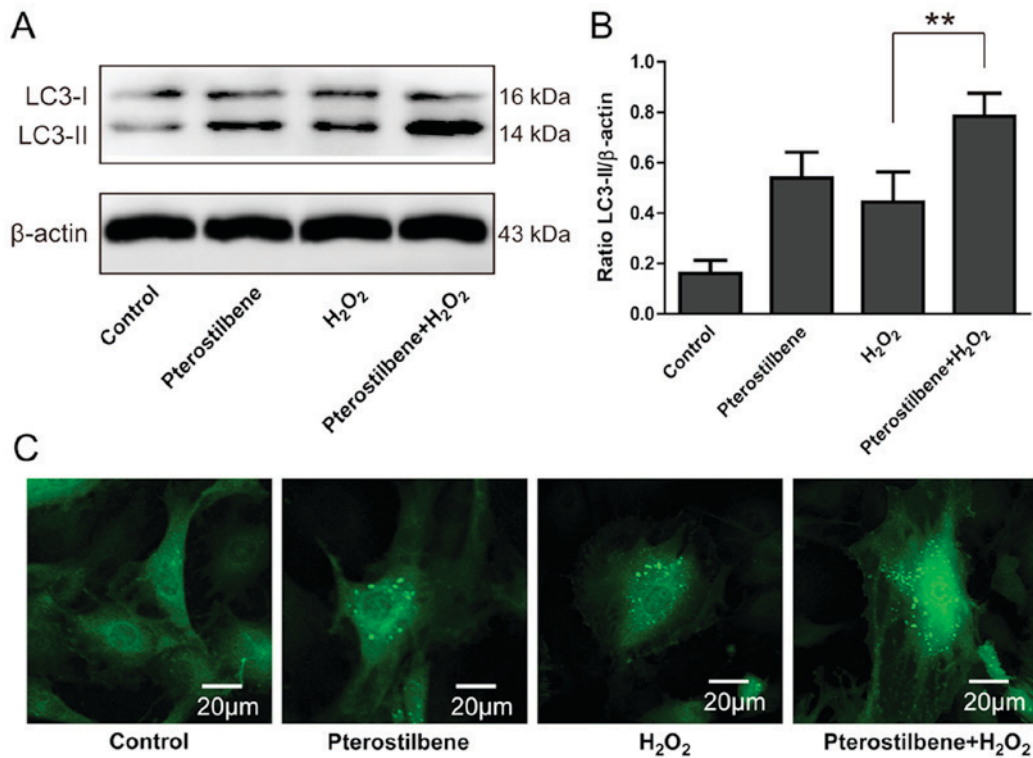 A
LC3-I
16 kDa
LC3-II
14 kDa
β-actin
43 kDa
Control
Pterostilbene
H₂O₂
Pterostilbene+H₂O₂
B
**
Ratio LC3-II/β-actin
1.0
0.8
0.6
0.4
0.2
0.0
Control
Pterostilbene
H₂O₂
Pterostilbene+H₂O₂
C
20μm
20μm
20μm
20μm
Control
Pterostilbene
H₂O₂
Pterostilbene+H₂O₂